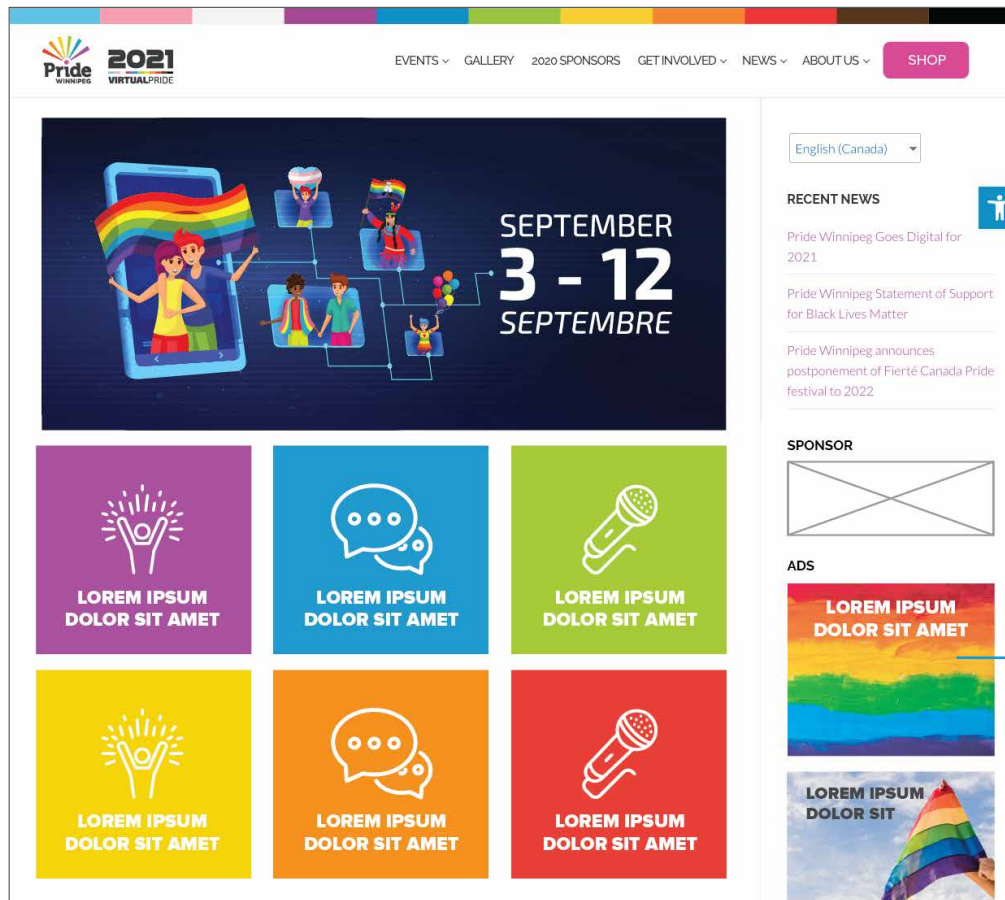 Pride
WINNIPEG
2021
VIRTUALPRIDE
EVENTS GALLERY 2020 SPONSORS GET INVOLVED NEWS ABOUT US SHOP
SEPTEMBER
3 - 12
SEPTEMBRE
English (Canada)
RECENT NEWS
Pride Winnipeg Goes Digital for
2021
Pride Winnipeg Statement of Support
for Black Lives Matter
Pride Winnipeg announces
postponement of Fierté Canada Pride
festival to 2022
SPONSOR
ADS
LOREM IPSUM
DOLOR SIT AMET
LOREM IPSUM
DOLOR SIT
LOREM IPSUM
DOLOR SIT AMET
LOREM IPSUM
DOLOR SIT AMET
LOREM IPSUM
DOLOR SIT AMET
LOREM IPSUM
DOLOR SIT AMET
LOREM IPSUM
DOLOR SIT AMET
LOREM IPSUM
DOLOR SIT AMET